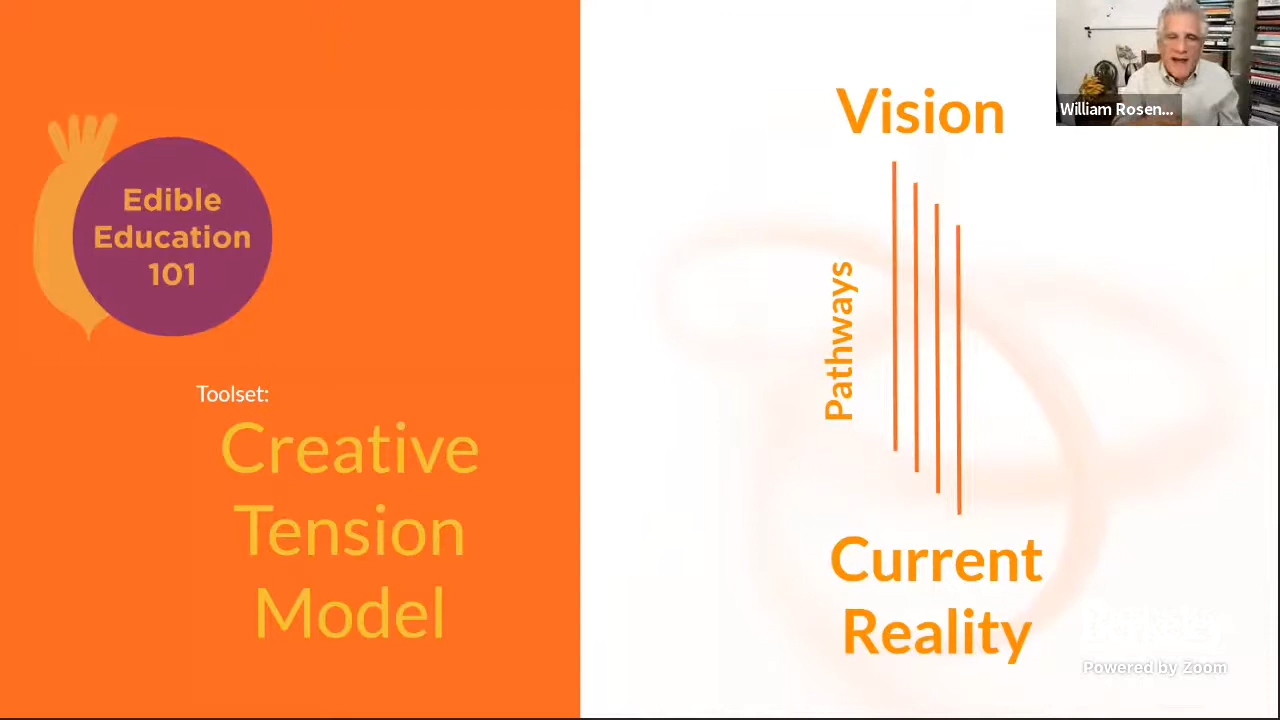 Edible
Education
101
Toolset:
Creative
Tension
Model
Vision
Pathways
Current
Reality
William Rosen...
Powered by Zoom